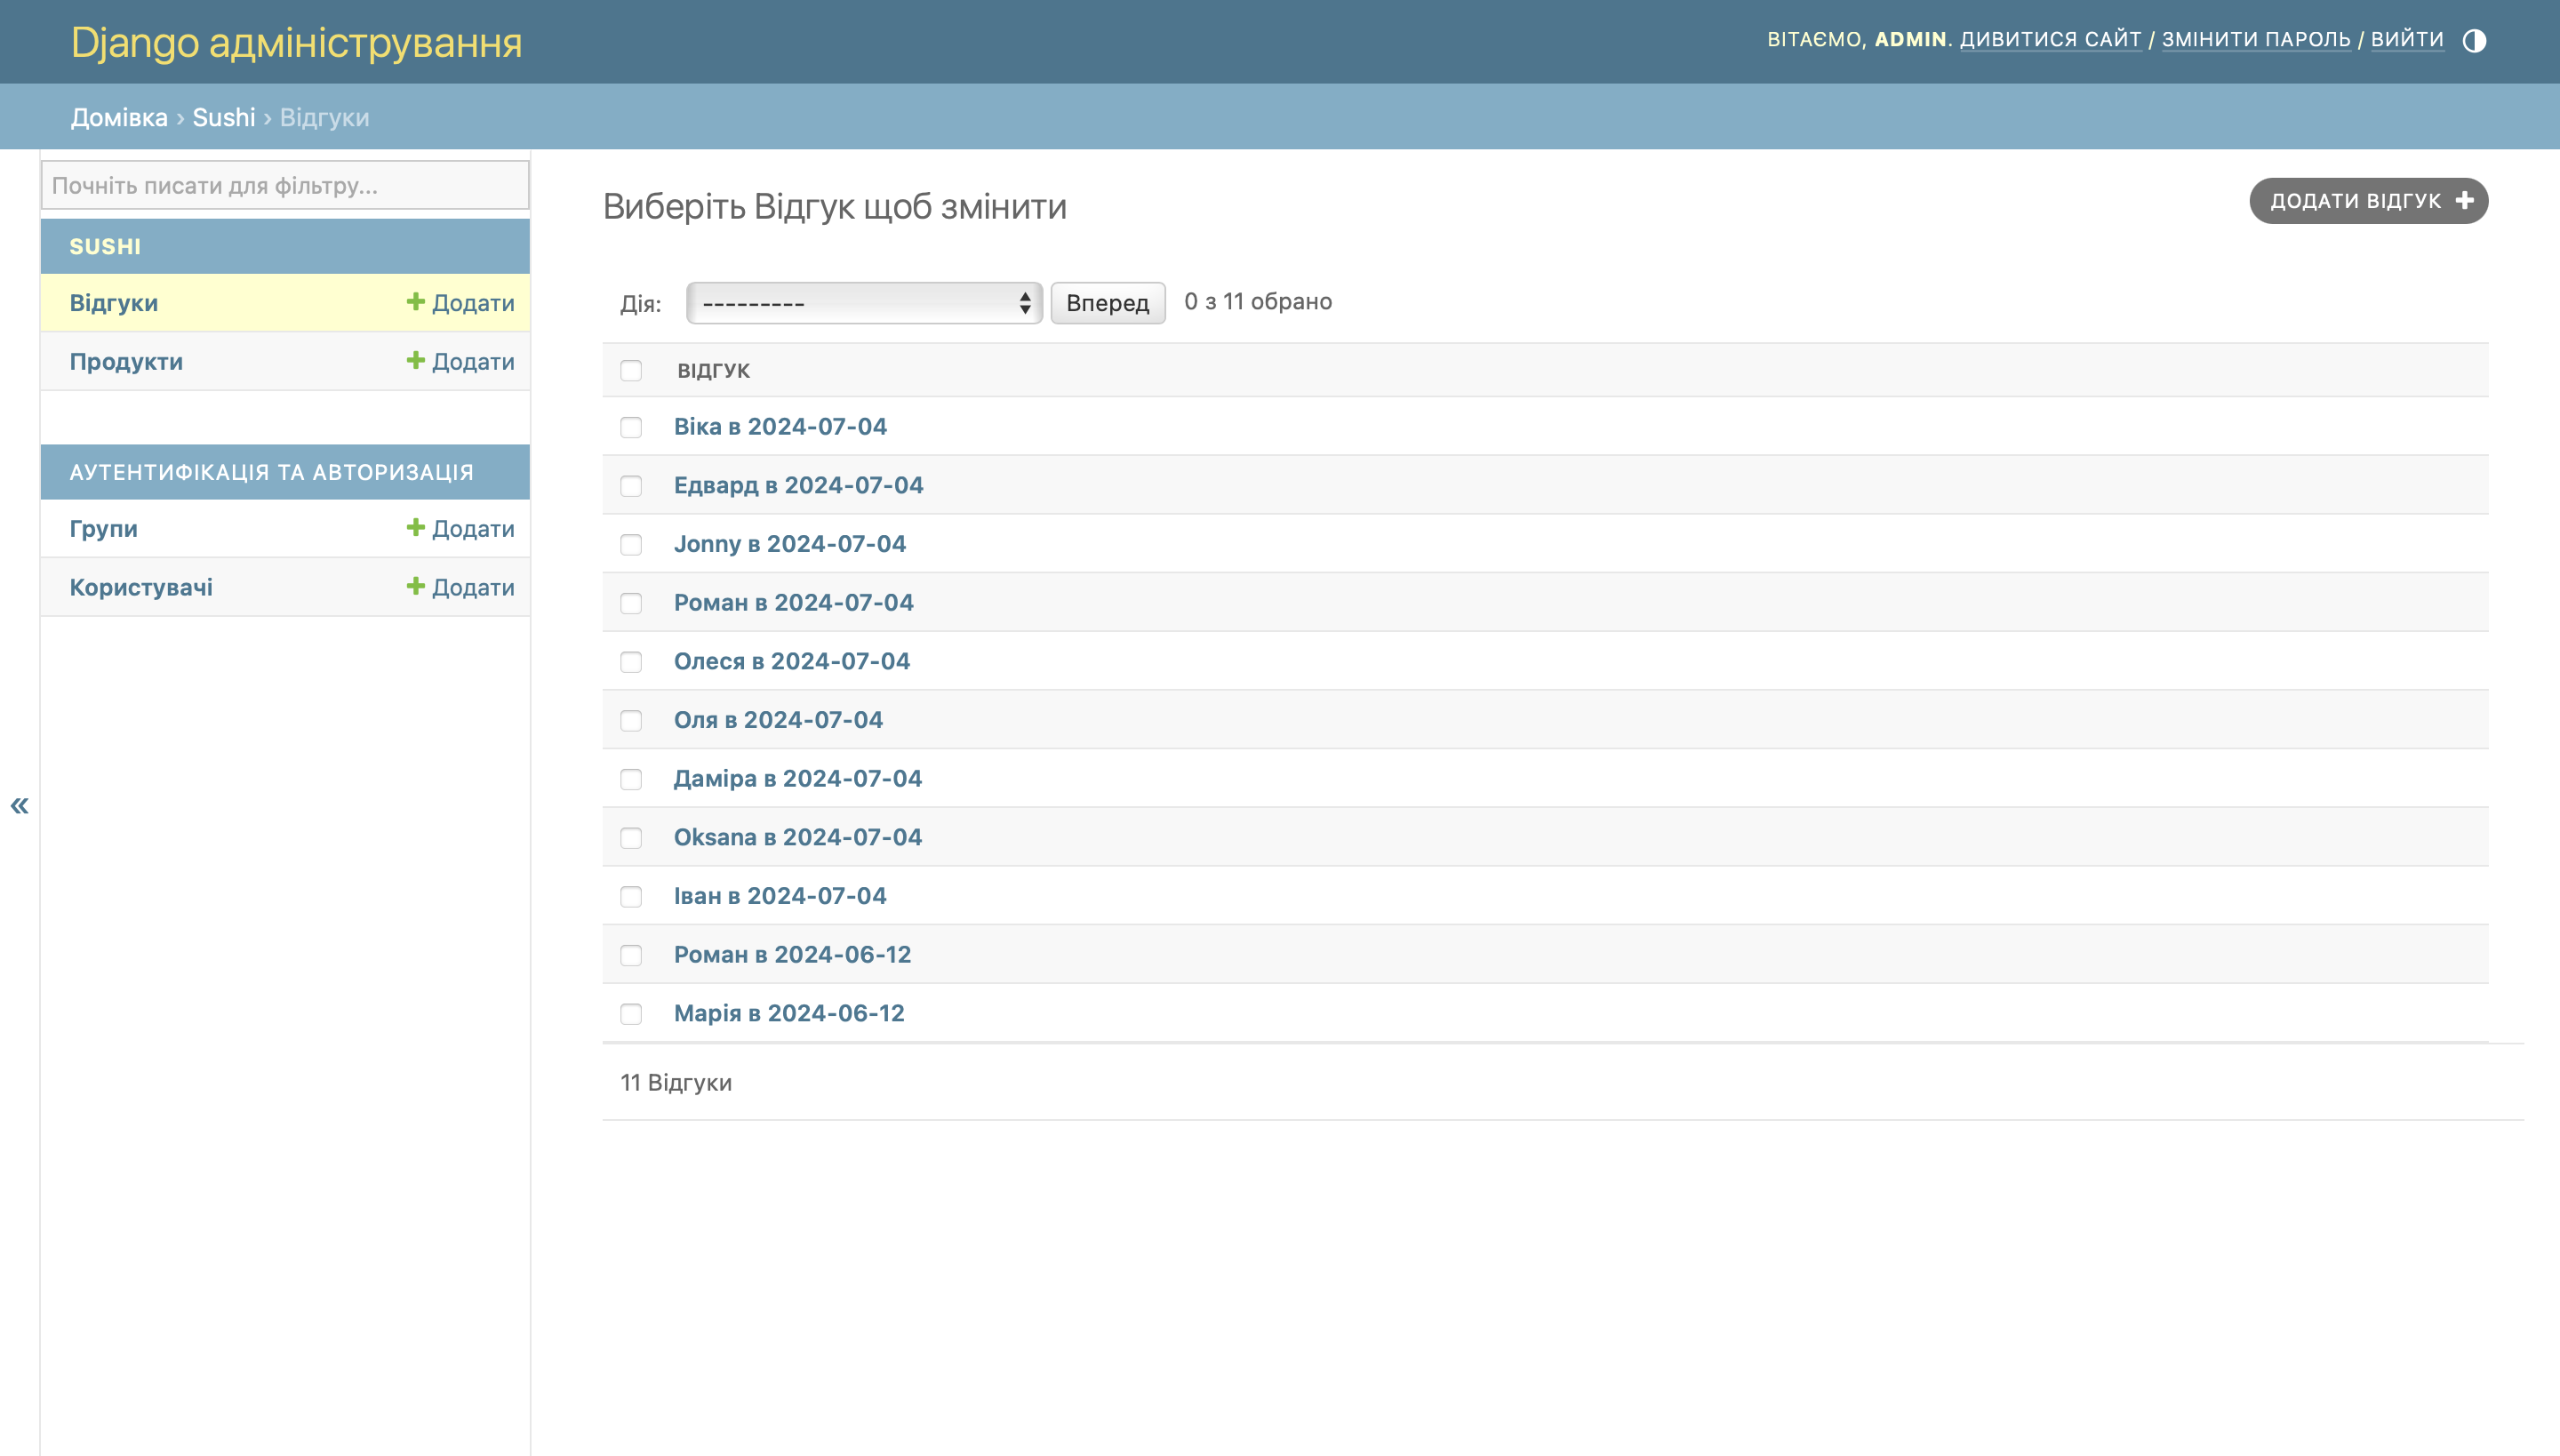 Django адміністрування
ВІТАЄМО, ADMIN. ДИВИТИСЯ САЙТ / ЗМІНИТИ ПАРОЛЬ / ВИЙТИ
Домівка › Sushi › Відгуки
Почніть писати для фільтру...
SUSHI
Відгуки + Додати
Продукти + Додати
АУТЕНТИФІКАЦІЯ ТА АВТОРИЗАЦІЯ
Групи + Додати
Користувачі + Додати
«
Виберіть Відгук щоб змінити
ДОДАТИ ВІДГУК +
Дія: --------- Вперед 0 з 11 обрано
ВІДГУК
Віка в 2024-07-04
Едвард в 2024-07-04
Jonny в 2024-07-04
Роман в 2024-07-04
Олеся в 2024-07-04
Оля в 2024-07-04
Даміра в 2024-07-04
Oksana в 2024-07-04
Іван в 2024-07-04
Роман в 2024-06-12
Марія в 2024-06-12
11 Відгуки